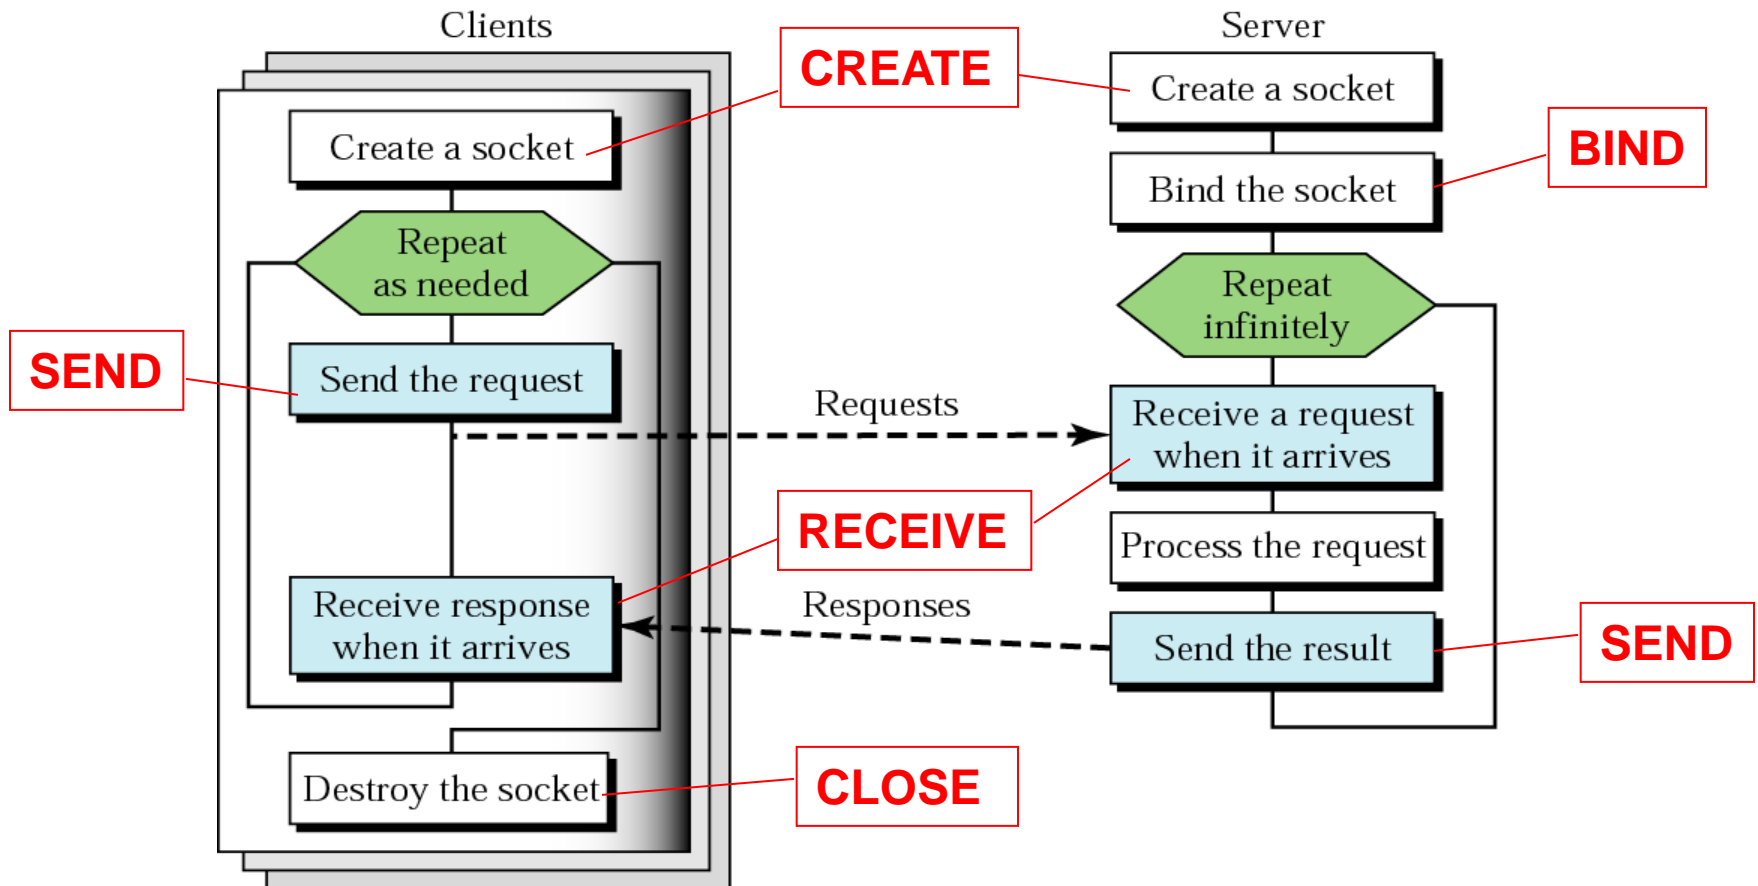 Clients
Server
CREATE
Create a socket
BIND
Create a socket
Bind the socket
Repeat
as needed
Repeat
infinitely
SEND
Send the request
Requests
Receive a request
when it arrives
RECEIVE
Process the request
Receive response
when it arrives
Responses
Send the result
SEND
Destroy the socket
CLOSE